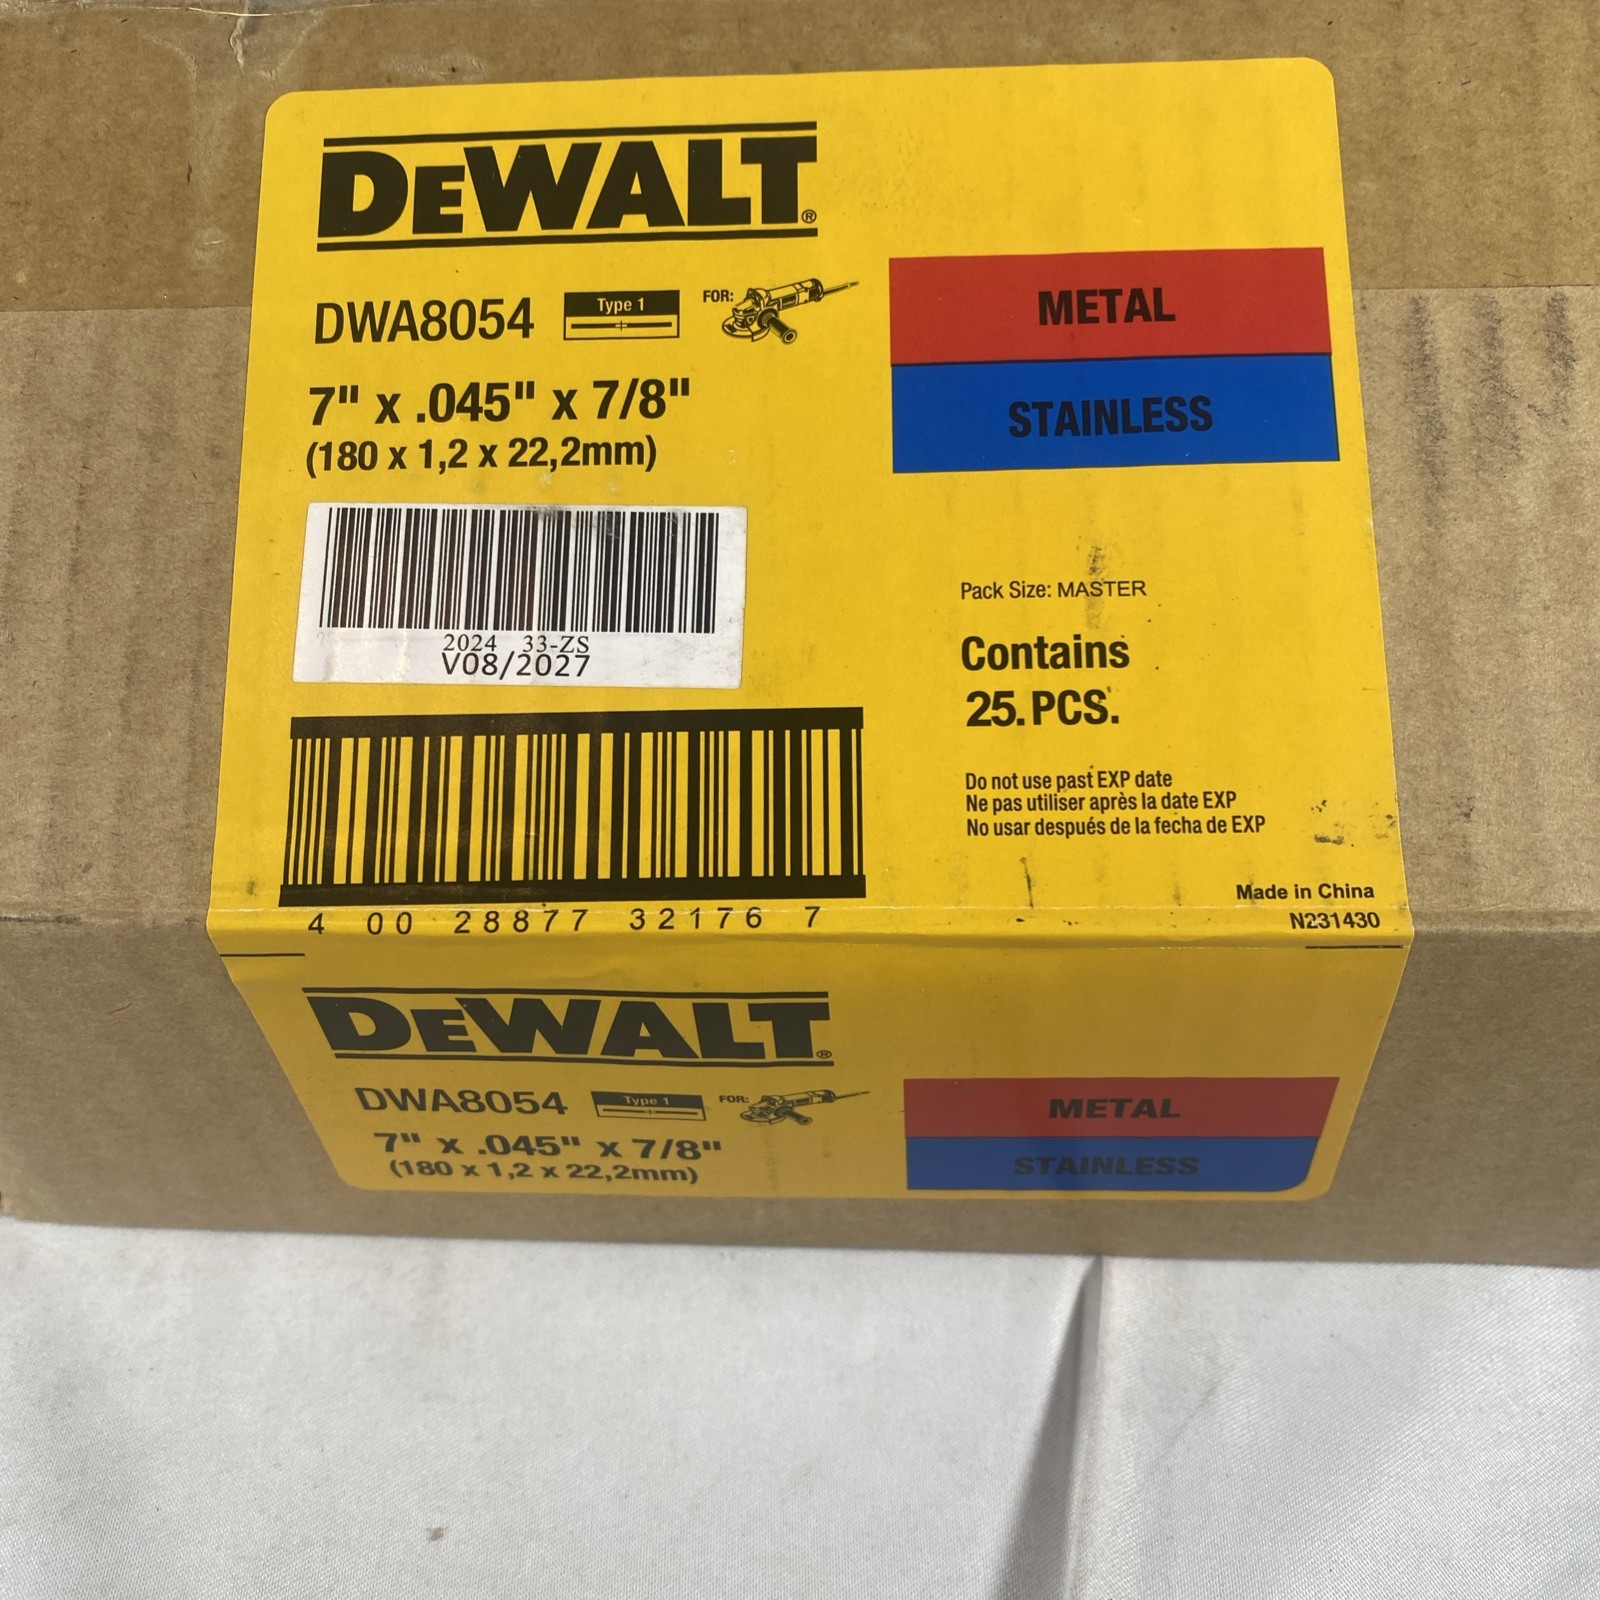 DEWALT®
DWA8054 Type 1 FOR:
7" x .045" x 7/8"
(180 x 1,2 x 22,2mm)
METAL
STAINLESS
2024 33-ZS
V08/2027
Pack Size: MASTER
Contains
25. PCS.
Do not use past EXP date
Ne pas utiliser après la date EXP
No usar después de la fecha de EXP
Made in China
N231430
4 00 28877 32176 7
DEWALT®
DWA8054 Type 1 FOR:
7" x .045" x 7/8"
(180 x 1,2 x 22,2mm)
METAL
STAINLESS